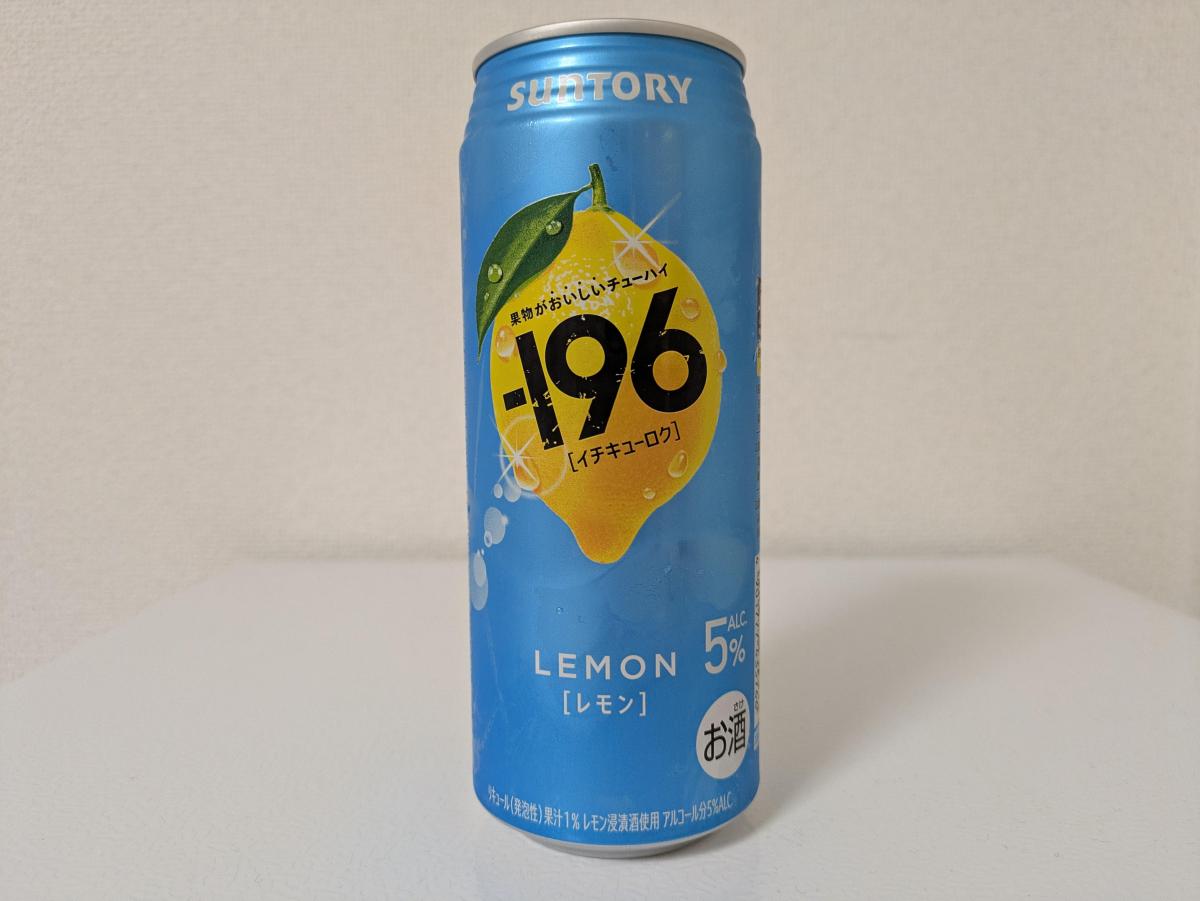 SUNTORY
果物がおいしいチューハイ
-196
[イチキューロク]
ALC.
5%
LEMON
[レモン]
さけ
お酒
リキュール(発泡性)果汁1% レモン浸漬酒使用 アルコール分5%ALC.